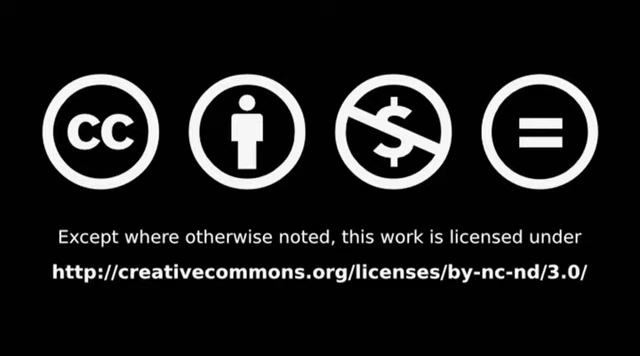 cc
$
=
Except where otherwise noted, this work is licensed under
http://creativecommons.org/licenses/by-nc-nd/3.0/